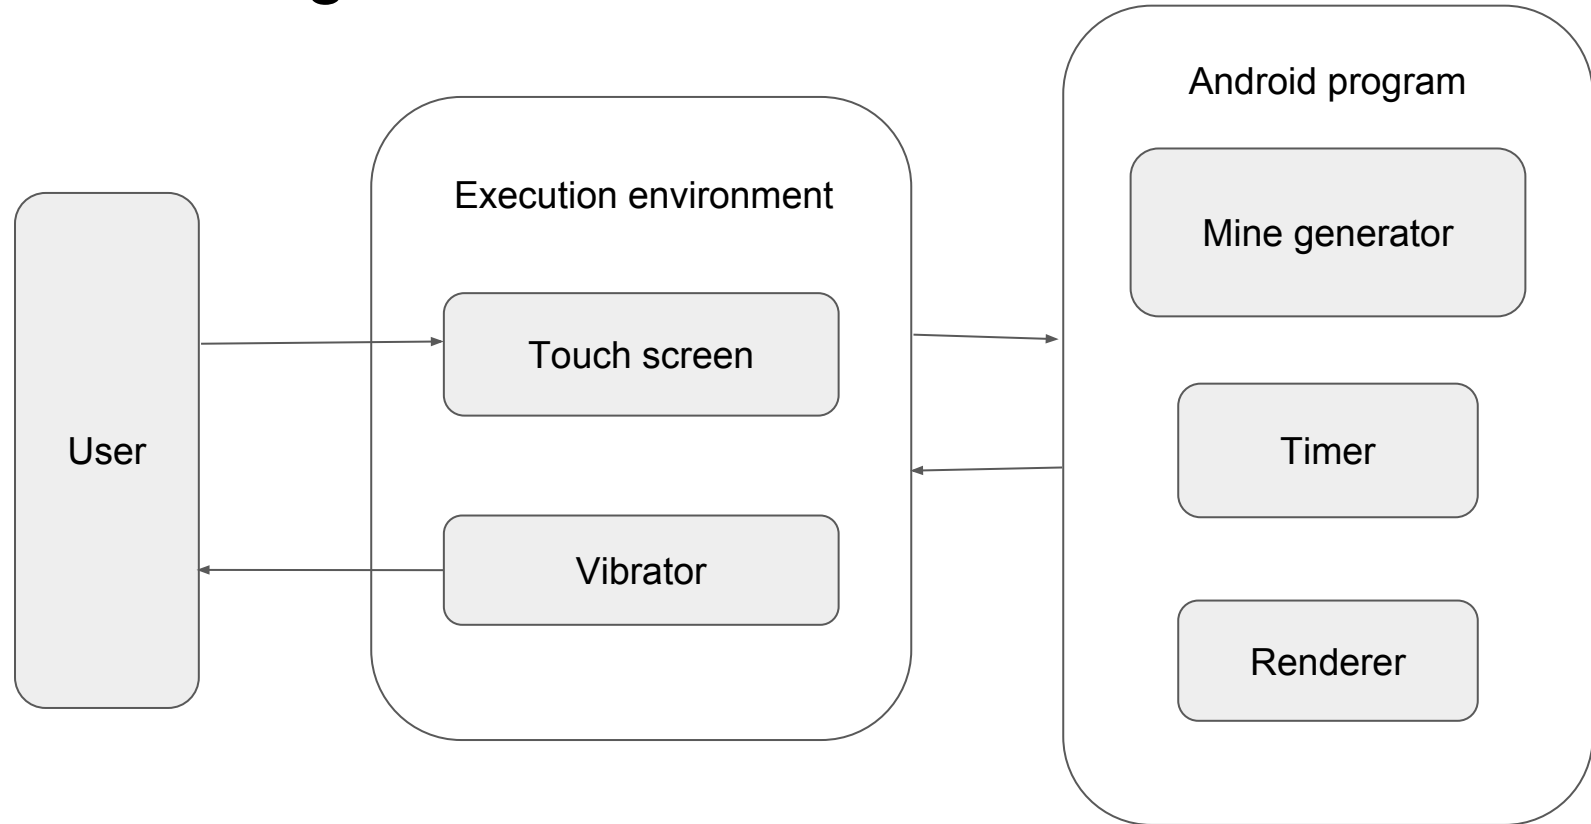 User
Execution environment
Touch screen
Vibrator
Android program
Mine generator
Timer
Renderer